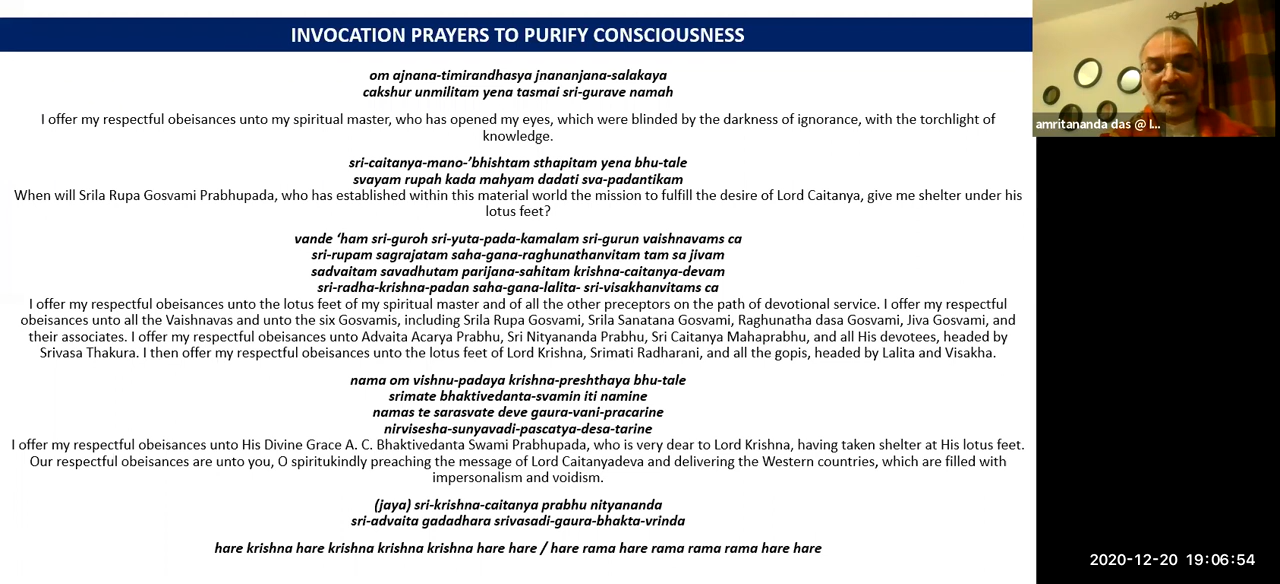 INVOCATION PRAYERS TO PURIFY CONSCIOUSNESS
om ajnana-timirandhasya jnananjana-salakaya
cakshur unmilitam yena tasmai sri-gurave namah
I offer my respectful obeisances unto my spiritual master, who has opened my eyes, which were blinded by the darkness of ignorance, with the torchlight of
knowledge.
sri-caitanya-mano-’bhishtam sthapitam yena bhu-tale
svayam rupah kada mahyam dadati sva-padantikam
When will Srila Rupa Gosvami Prabhupada, who has established within this material world the mission to fulfill the desire of Lord Caitanya, give me shelter under his
lotus feet?
vande ‘ham sri-guroh sri-yuta-pada-kamalam sri-gurun vaishnavams ca
sri-rupam sagrajatam saha-gana-raghunathanvitam tam sa jivam
sadvaitam savadhutam parijana-sahitam krishna-caitanya-devam
sri-radha-krishna-padan saha-gana-lalita- sri-visakhanvitams ca
I offer my respectful obeisances unto the lotus feet of my spiritual master and of all the other preceptors on the path of devotional service. I offer my respectful
obeisances unto all the Vaishnavas and unto the six Gosvamis, including Srila Rupa Gosvami, Srila Sanatana Gosvami, Raghunatha dasa Gosvami, Jiva Gosvami, and
their associates. I offer my respectful obeisances unto Advaita Acarya Prabhu, Sri Nityananda Prabhu, Sri Caitanya Mahaprabhu, and all His devotees, headed by
Srivasa Thakura. I then offer my respectful obeisances unto the lotus feet of Lord Krishna, Srimati Radharani, and all the gopis, headed by Lalita and Visakha.
nama om vishnu-padaya krishna-preshthaya bhu-tale
srimate bhaktivedanta-svamin iti namine
namas te sarasvate deve gaura-vani-pracarine
nirvisesha-sunyavadi-pascatya-desa-tarine
I offer my respectful obeisances unto His Divine Grace A. C. Bhaktivedanta Swami Prabhupada, who is very dear to Lord Krishna, having taken shelter at His lotus feet.
Our respectful obeisances are unto you, O spiritukindly preaching the message of Lord Caitanyadeva and delivering the Western countries, which are filled with
impersonalism and voidism.
(jaya) sri-krishna-caitanya prabhu nityananda
sri-advaita gadadhara srivasadi-gaura-bhakta-vrinda
hare krishna hare krishna krishna krishna hare hare / hare rama hare rama rama rama hare hare
amritananda das @ I...
2020-12-20 19:06:54